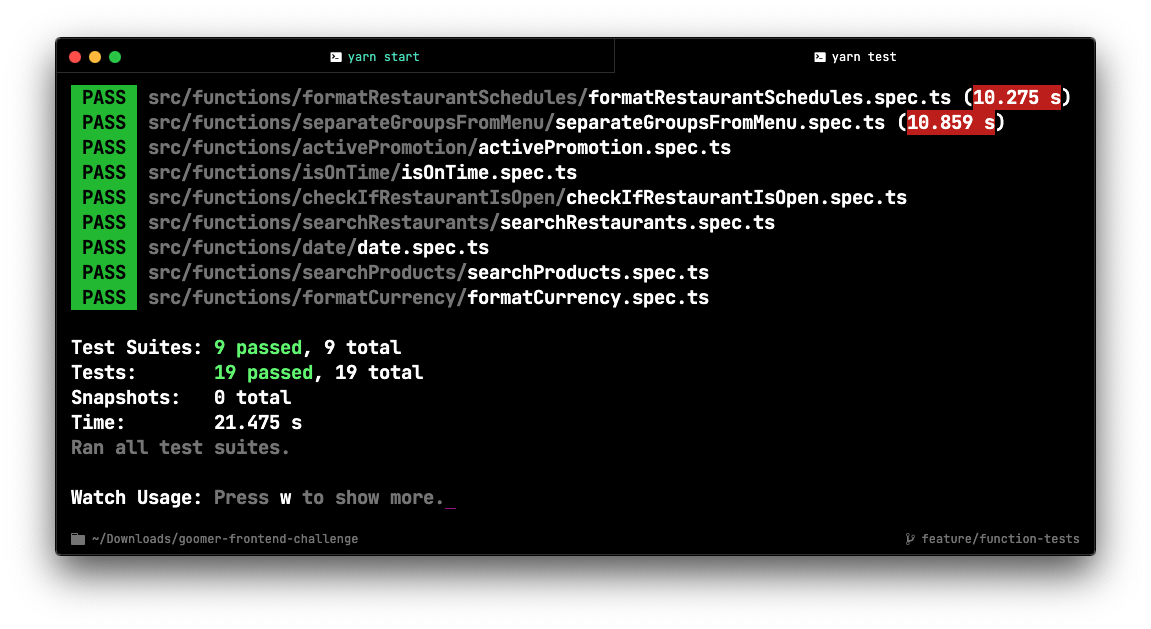 yarn start
yarn test
PASS src/functions/formatRestaurantSchedules/formatRestaurantSchedules.spec.ts (10.275 s)
PASS src/functions/separateGroupsFromMenu/separateGroupsFromMenu.spec.ts (10.859 s)
PASS src/functions/activePromotion/activePromotion.spec.ts
PASS src/functions/isOnTime/isOnTime.spec.ts
PASS src/functions/checkIfRestaurantIsOpen/checkIfRestaurantIsOpen.spec.ts
PASS src/functions/searchRestaurants/searchRestaurants.spec.ts
PASS src/functions/date/date.spec.ts
PASS src/functions/searchProducts/searchProducts.spec.ts
PASS src/functions/formatCurrency/formatCurrency.spec.ts
Test Suites: 9 passed, 9 total
Tests: 19 passed, 19 total
Snapshots: 0 total
Time: 21.475 s
Ran all test suites.
Watch Usage: Press w to show more._
~/Downloads/goomer-frontend-challenge
feature/function-tests